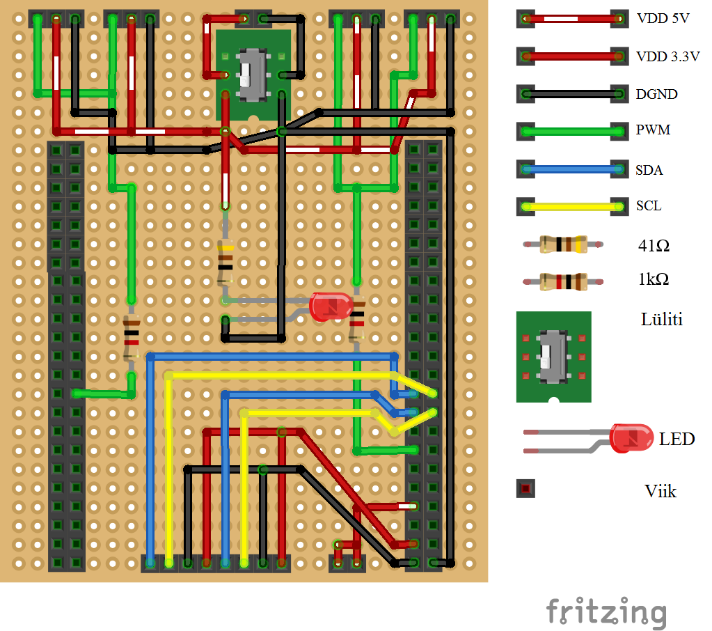 VDD 5V
VDD 3.3V
DGND
PWM
SDA
SCL
41Ω
1kΩ
Lüliti
LED
Viik
fritzing